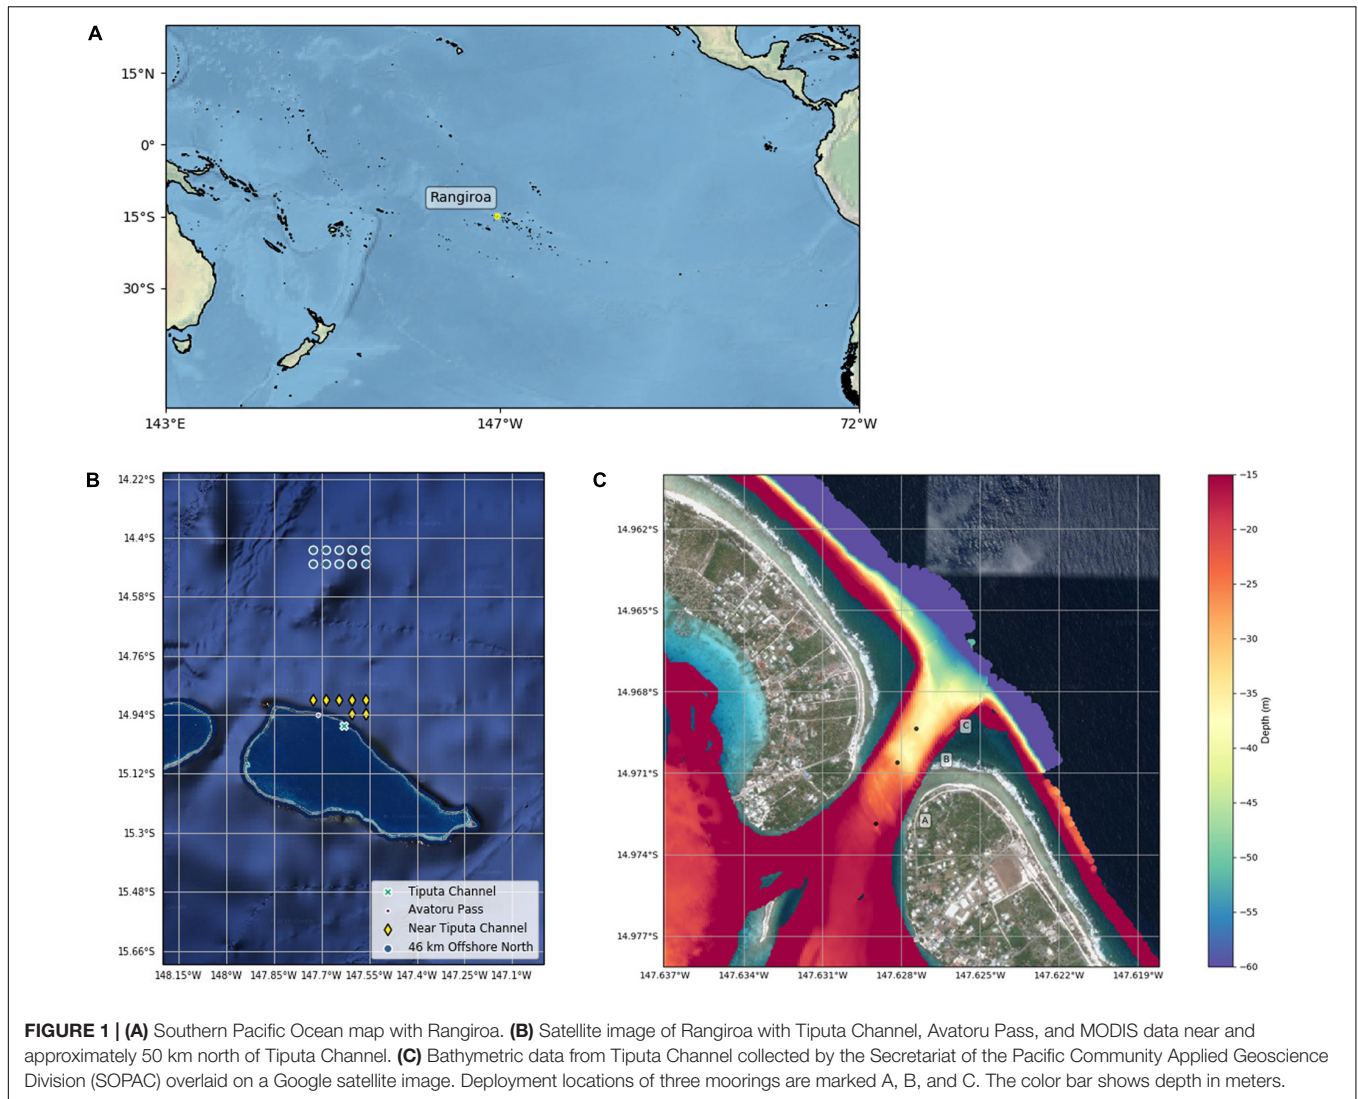 A
15°N
0°
15°S
30°S
Rangiroa
143°E
147°W
72°W
B
14.22°S
14.4°S
14.58°S
14.76°S
14.94°S
15.12°S
15.3°S
15.48°S
15.66°S
148.15°W
148°W
147.85°W
147.7°W
147.55°W
147.4°W
147.25°W
147.1°W
Tiputa Channel
Avatoru Pass
Near Tiputa Channel
46 km Offshore North
C
14.962°S
14.965°S
14.968°S
14.971°S
14.974°S
14.977°S
147.637°W
147.634°W
147.631°W
147.628°W
147.625°W
147.622°W
147.619°W
C
B
A
−15
−20
−25
−30
−35
−40
−45
−50
−55
−60
Depth (m)
FIGURE 1 | (A) Southern Pacific Ocean map with Rangiroa. (B) Satellite image of Rangiroa with Tiputa Channel, Avatoru Pass, and MODIS data near and
approximately 50 km north of Tiputa Channel. (C) Bathymetric data from Tiputa Channel collected by the Secretariat of the Pacific Community Applied Geoscience
Division (SOPAC) overlaid on a Google satellite image. Deployment locations of three moorings are marked A, B, and C. The color bar shows depth in meters.